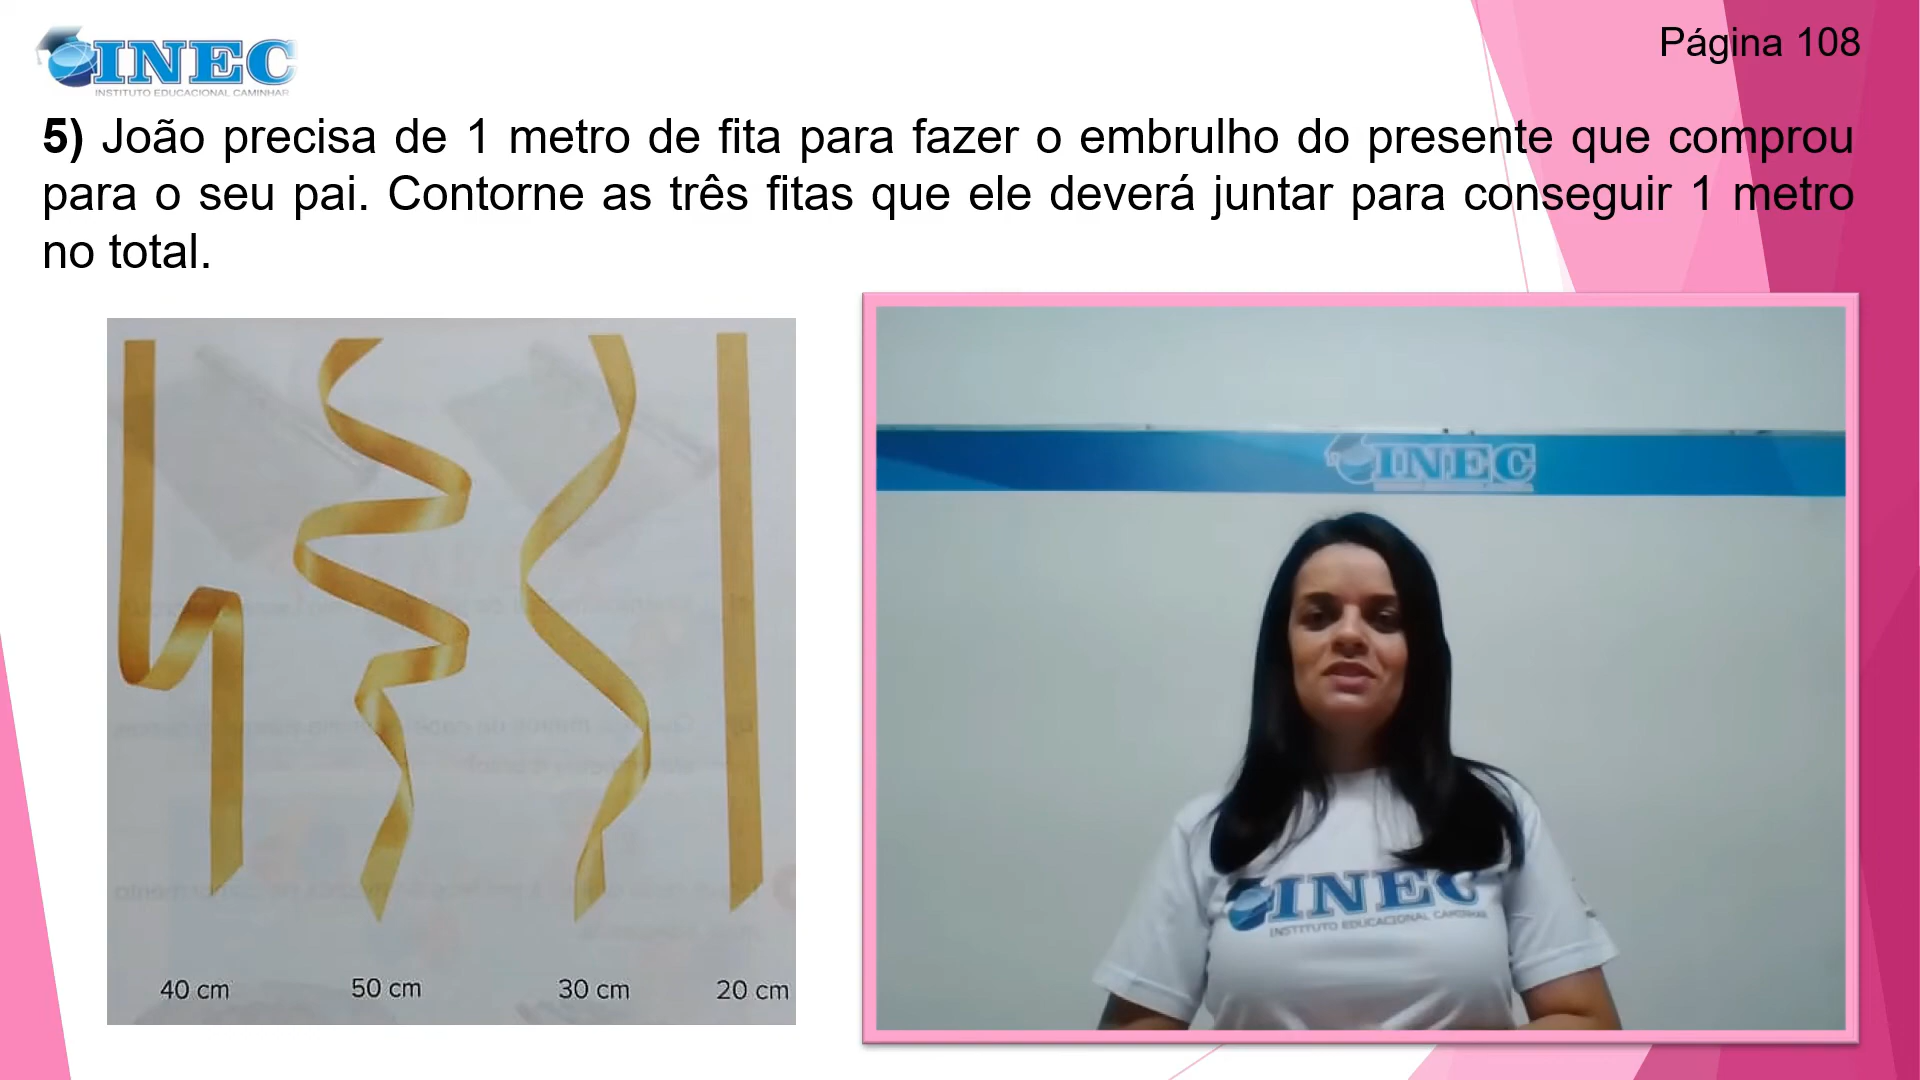 INEC
INSTITUTO EDUCACIONAL CAMINHAR
Página 108
5) João precisa de 1 metro de fita para fazer o embrulho do presente que comprou
para o seu pai. Contorne as três fitas que ele deverá juntar para conseguir 1 metro
no total.
40 cm
50 cm
30 cm
20 cm
INEC
INEC
INSTITUTO EDUCACIONAL CAMINHAR